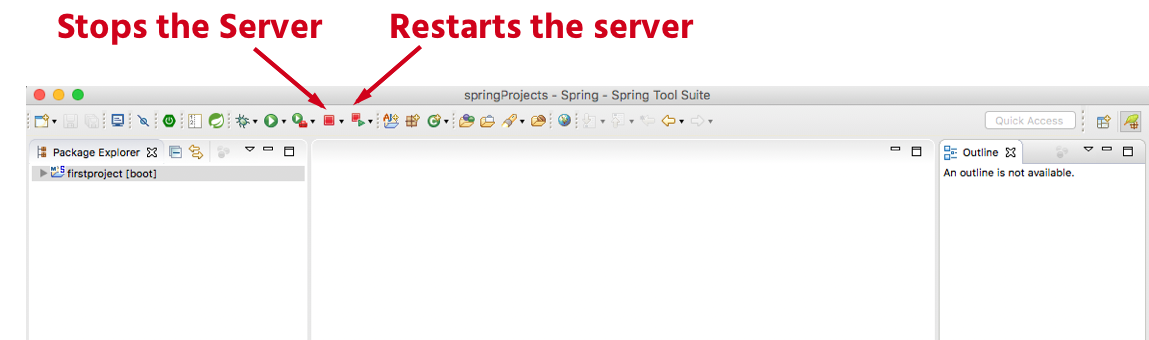 Stops the Server Restarts the server
springProjects - Spring - Spring Tool Suite
Quick Access
Package Explorer Outline
firstproject [boot] An outline is not available.